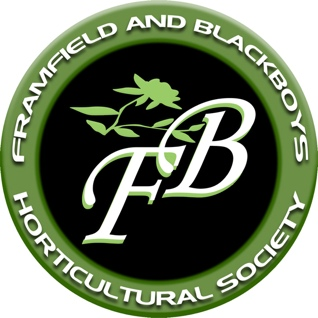 FRAMFIELD AND BLACKBOYS
FB
HORTICULTURAL SOCIETY